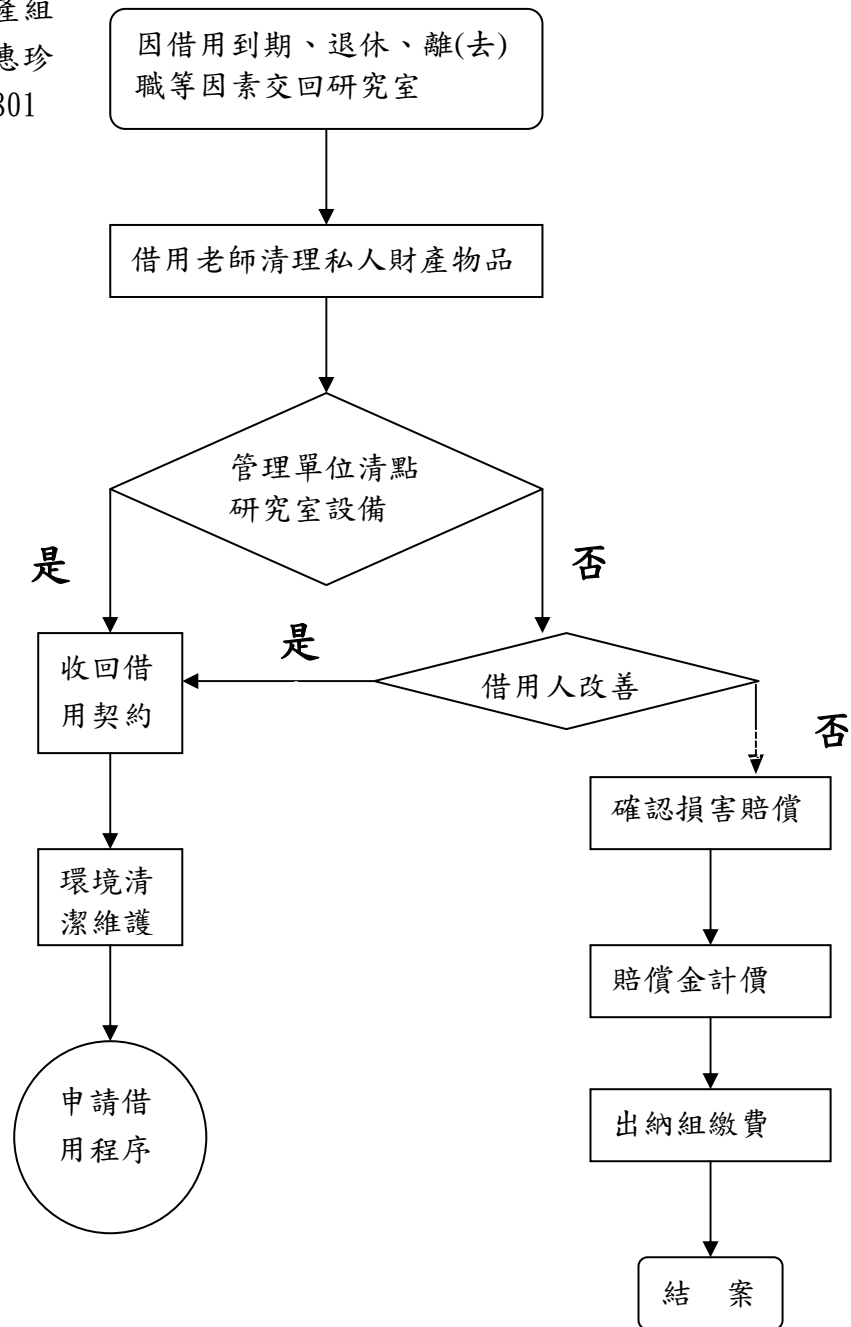 產組
惠珍
801
因借用到期、退休、離(去)
職等因素交回研究室
借用老師清理私人財產物品
管理單位清點
研究室設備
是
否
收回借
用契約
是
借用人改善
否
確認損害賠償
環境清
潔維護
賠償金計價
申請借
用程序
出納組繳費
結 案